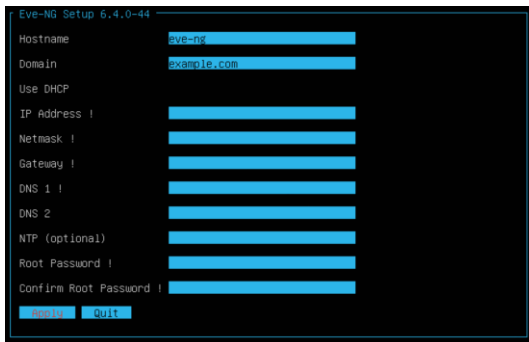 Eve-NG Setup 6.4.0-44
Hostname eve-ng
Domain example.com
Use DHCP
IP Address !
Netmask !
Gateway !
DNS 1 !
DNS 2
NTP (optional)
Root Password !
Confirm Root Password !
Apply Quit